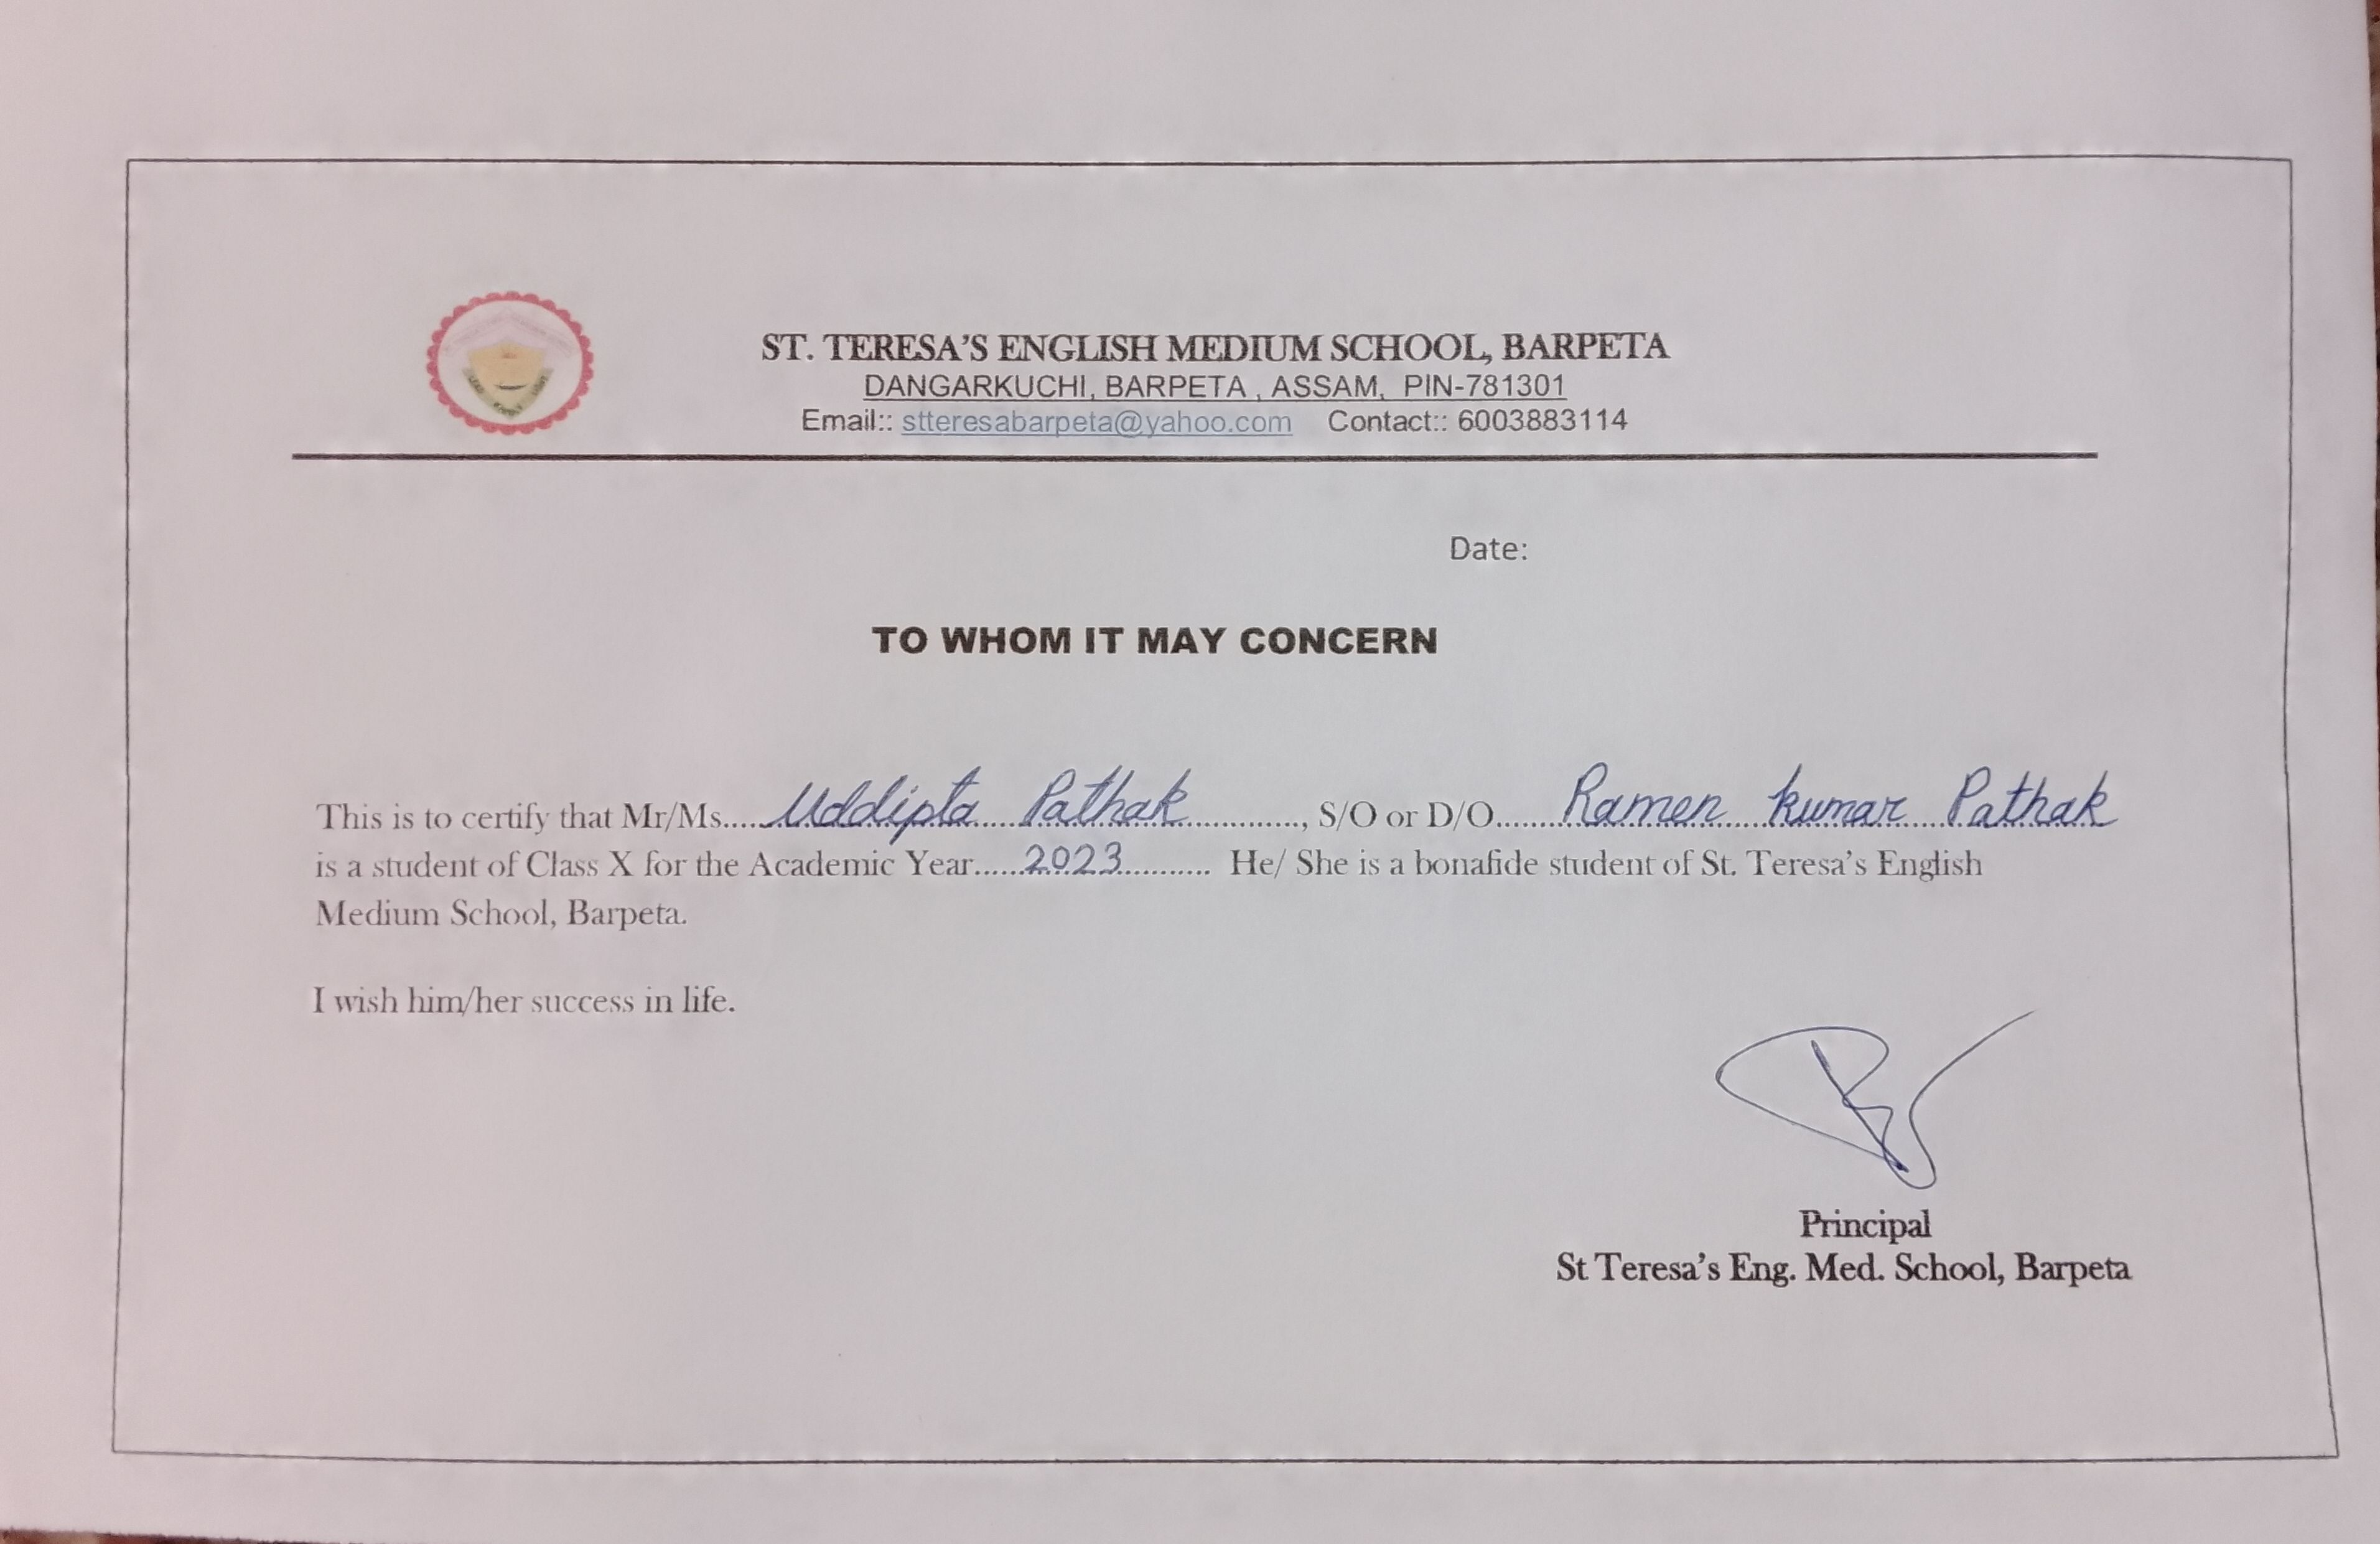 ST. TERESA'S ENGLISH MEDIUM SCHOOL, BARPETA
DANGARKUCHI, BARPETA , ASSAM, PIN-781301
Email:: stteresabarpeta@yahoo.com Contact:: 6003883114
Date:
TO WHOM IT MAY CONCERN
This is to certify that Mr/Ms.....Uddipta Pathak............., S/O or D/O......Ramen kumar Pathak
is a student of Class X for the Academic Year.....2023........... He/ She is a bonafide student of St. Teresa's English
Medium School, Barpeta.
I wish him/her success in life.
Principal
St Teresa's Eng. Med. School, Barpeta